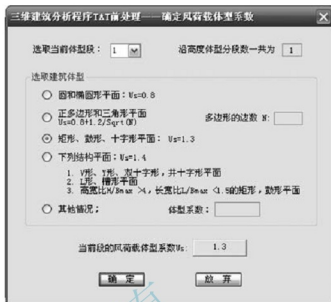 三维建筑分析程序TAT前处理——确定风荷载体型系数
选取当前体型段： 1 沿高度体型分段数一共为 1
选取建筑体型
圆和椭圆形平面：Us=0.8
正多边形和三角形平面
Us=0.8+1.2/Sqrt(N) 多边形的边数 N:
矩形、鼓形、十字形平面：Us=1.3
下列结构平面：Us=1.4
1. V形、Y形、双十字形，井十字形平面
2. L形、槽形平面
3. 高宽比H/Bmax >4，长宽比L/Bmax <1.5的矩形，鼓形平面
其他情况： 体型系数：
当前段的风荷载体型系数Us: 1.3
确 定 放 弃